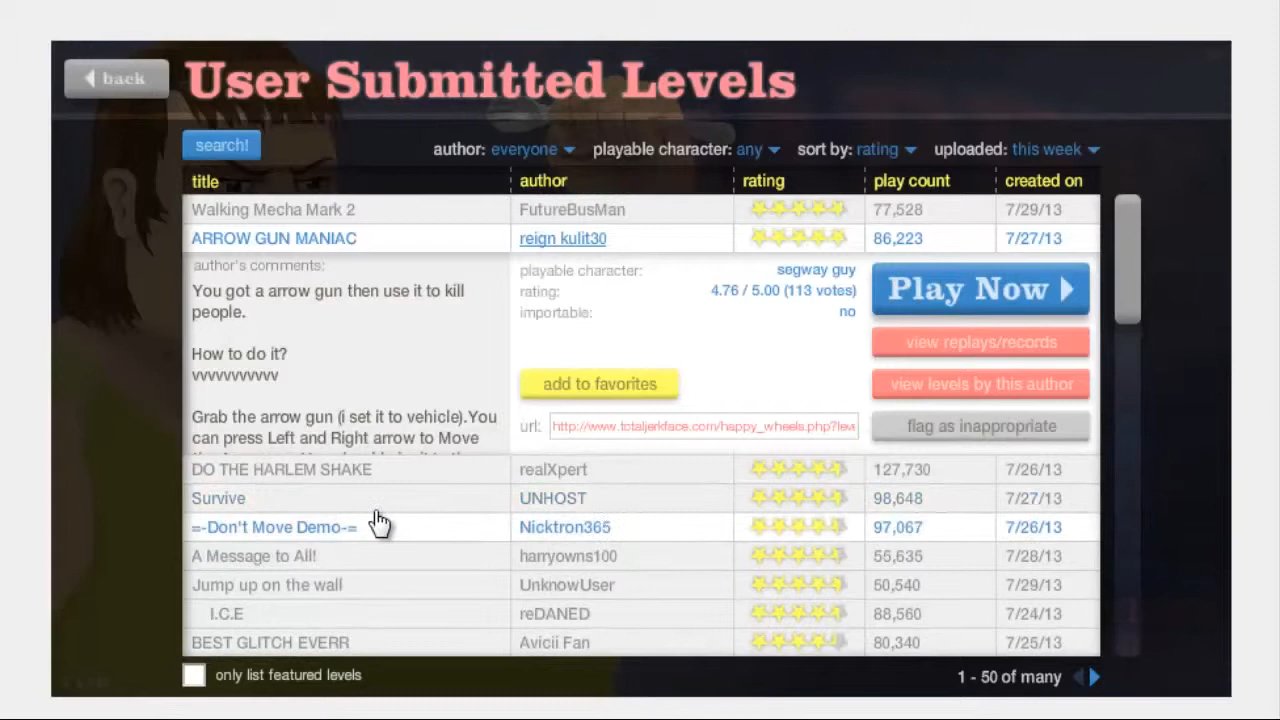 back
User Submitted Levels
search!
author: everyone playable character: any sort by: rating uploaded: this week
title author rating play count created on
Walking Mecha Mark 2 FutureBusMan 77,528 7/29/13
ARROW GUN MANIAC reign kulit30 86,223 7/27/13
author's comments:
You got a arrow gun then use it to kill
people.
How to do it?
vvvvvvvvvv
Grab the arrow gun (i set it to vehicle).You
can press Left and Right arrow to Move
playable character: segway guy
rating: 4.76 / 5.00 (113 votes)
importable: no
add to favorites
url: http://www.totaljerkface.com/happy_wheels.php?lev
Play Now
view replays/records
view levels by this author
flag as inappropriate
DO THE HARLEM SHAKE realXpert 127,730 7/26/13
Survive UNHOST 98,648 7/27/13
=-Don't Move Demo-= Nicktron365 97,067 7/26/13
A Message to All! harryowns100 55,635 7/28/13
Jump up on the wall UnknowUser 50,540 7/29/13
I.C.E reDANED 88,560 7/24/13
BEST GLITCH EVERR Avicii Fan 80,340 7/25/13
only list featured levels
1 - 50 of many